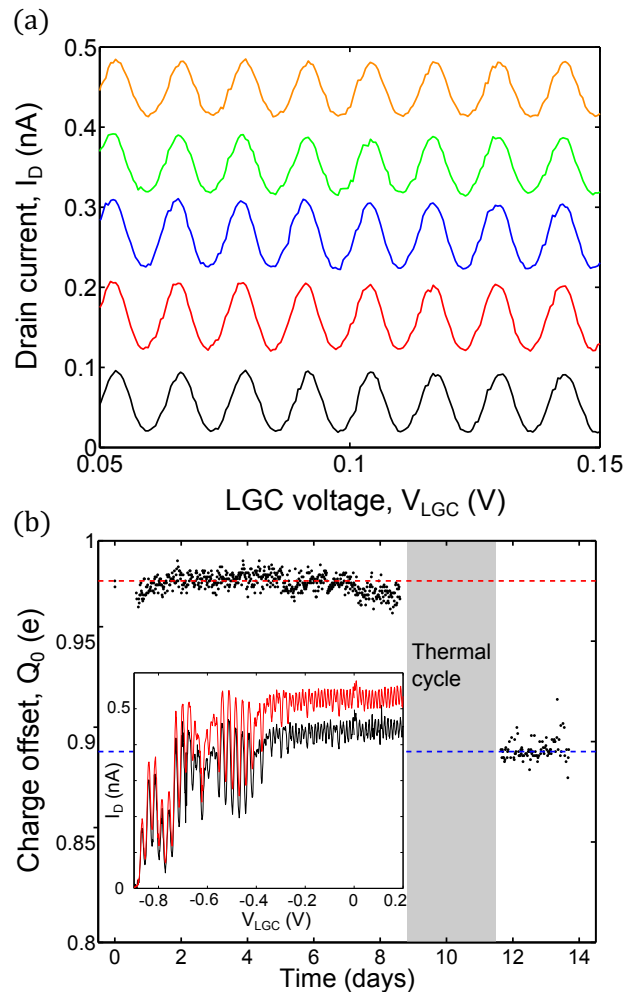 (a)
0.5
0.4
0.3
0.2
0.1
0
Drain current, I_D (nA)
0.05 0.1 0.15
LGC voltage, V_LGC (V)
(b)
1
0.95
0.9
0.85
0.8
Charge offset, Q_0 (e)
Thermal
cycle
0.5
0
I_D (nA)
-0.8 -0.6 -0.4 -0.2 0 0.2
V_LGC (V)
0 2 4 6 8 10 12 14
Time (days)